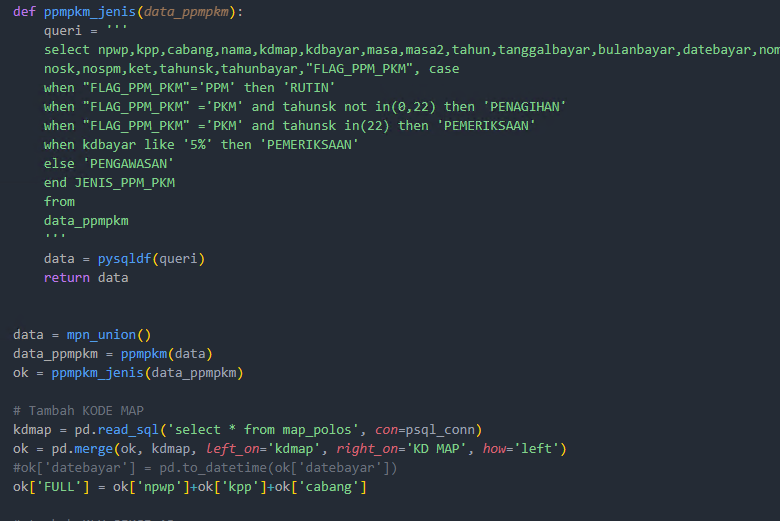 def ppmpkm_jenis(data_ppmpkm):
    queri = '''
    select npwp,kpp,cabang,nama,kdmap,kdbayar,masa,masa2,tahun,tanggalbayar,bulanbayar,datebayar,nom
    nosk,nospm,ket,tahunsk,tahunbayar,"FLAG_PPM_PKM", case
    when "FLAG_PPM_PKM"='PPM' then 'RUTIN'
    when "FLAG_PPM_PKM" ='PKM' and tahunsk not in(0,22) then 'PENAGIHAN'
    when "FLAG_PPM_PKM" ='PKM' and tahunsk in(22) then 'PEMERIKSAAN'
    when kdbayar like '5%' then 'PEMERIKSAAN'
    else 'PENGAWASAN'
    end JENIS_PPM_PKM
    from
    data_ppmpkm
    '''
    data = pysqldf(queri)
    return data
data = mpn_union()
data_ppmpkm = ppmpkm(data)
ok = ppmpkm_jenis(data_ppmpkm)
# Tambah KODE MAP
kdmap = pd.read_sql('select * from map_polos', con=psql_conn)
ok = pd.merge(ok, kdmap, left_on='kdmap', right_on='KD MAP', how='left')
#ok['datebayar'] = pd.to_datetime(ok['datebayar'])
ok['FULL'] = ok['npwp']+ok['kpp']+ok['cabang']